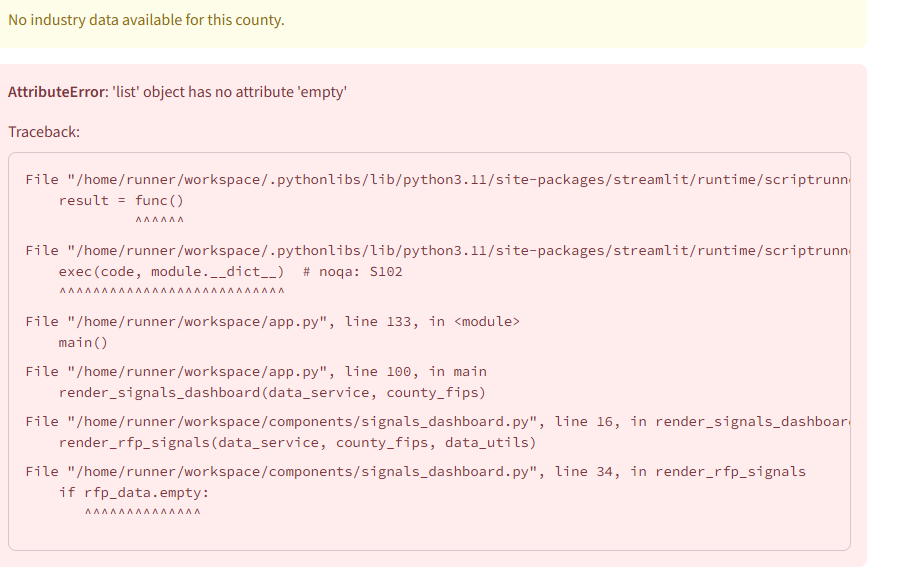 No industry data available for this county.
AttributeError: 'list' object has no attribute 'empty'
Traceback:
File "/home/runner/workspace/.pythonlibs/lib/python3.11/site-packages/streamlit/runtime/scriptrunn
result = func()
^^^^^^
File "/home/runner/workspace/.pythonlibs/lib/python3.11/site-packages/streamlit/runtime/scriptrunn
exec(code, module.__dict__)  # noqa: S102
^^^^^^^^^^^^^^^^^^^^^^^^^^^
File "/home/runner/workspace/app.py", line 133, in <module>
main()
File "/home/runner/workspace/app.py", line 100, in main
render_signals_dashboard(data_service, county_fips)
File "/home/runner/workspace/components/signals_dashboard.py", line 16, in render_signals_dashboar
render_rfp_signals(data_service, county_fips, data_utils)
File "/home/runner/workspace/components/signals_dashboard.py", line 34, in render_rfp_signals
if rfp_data.empty:
^^^^^^^^^^^^^^